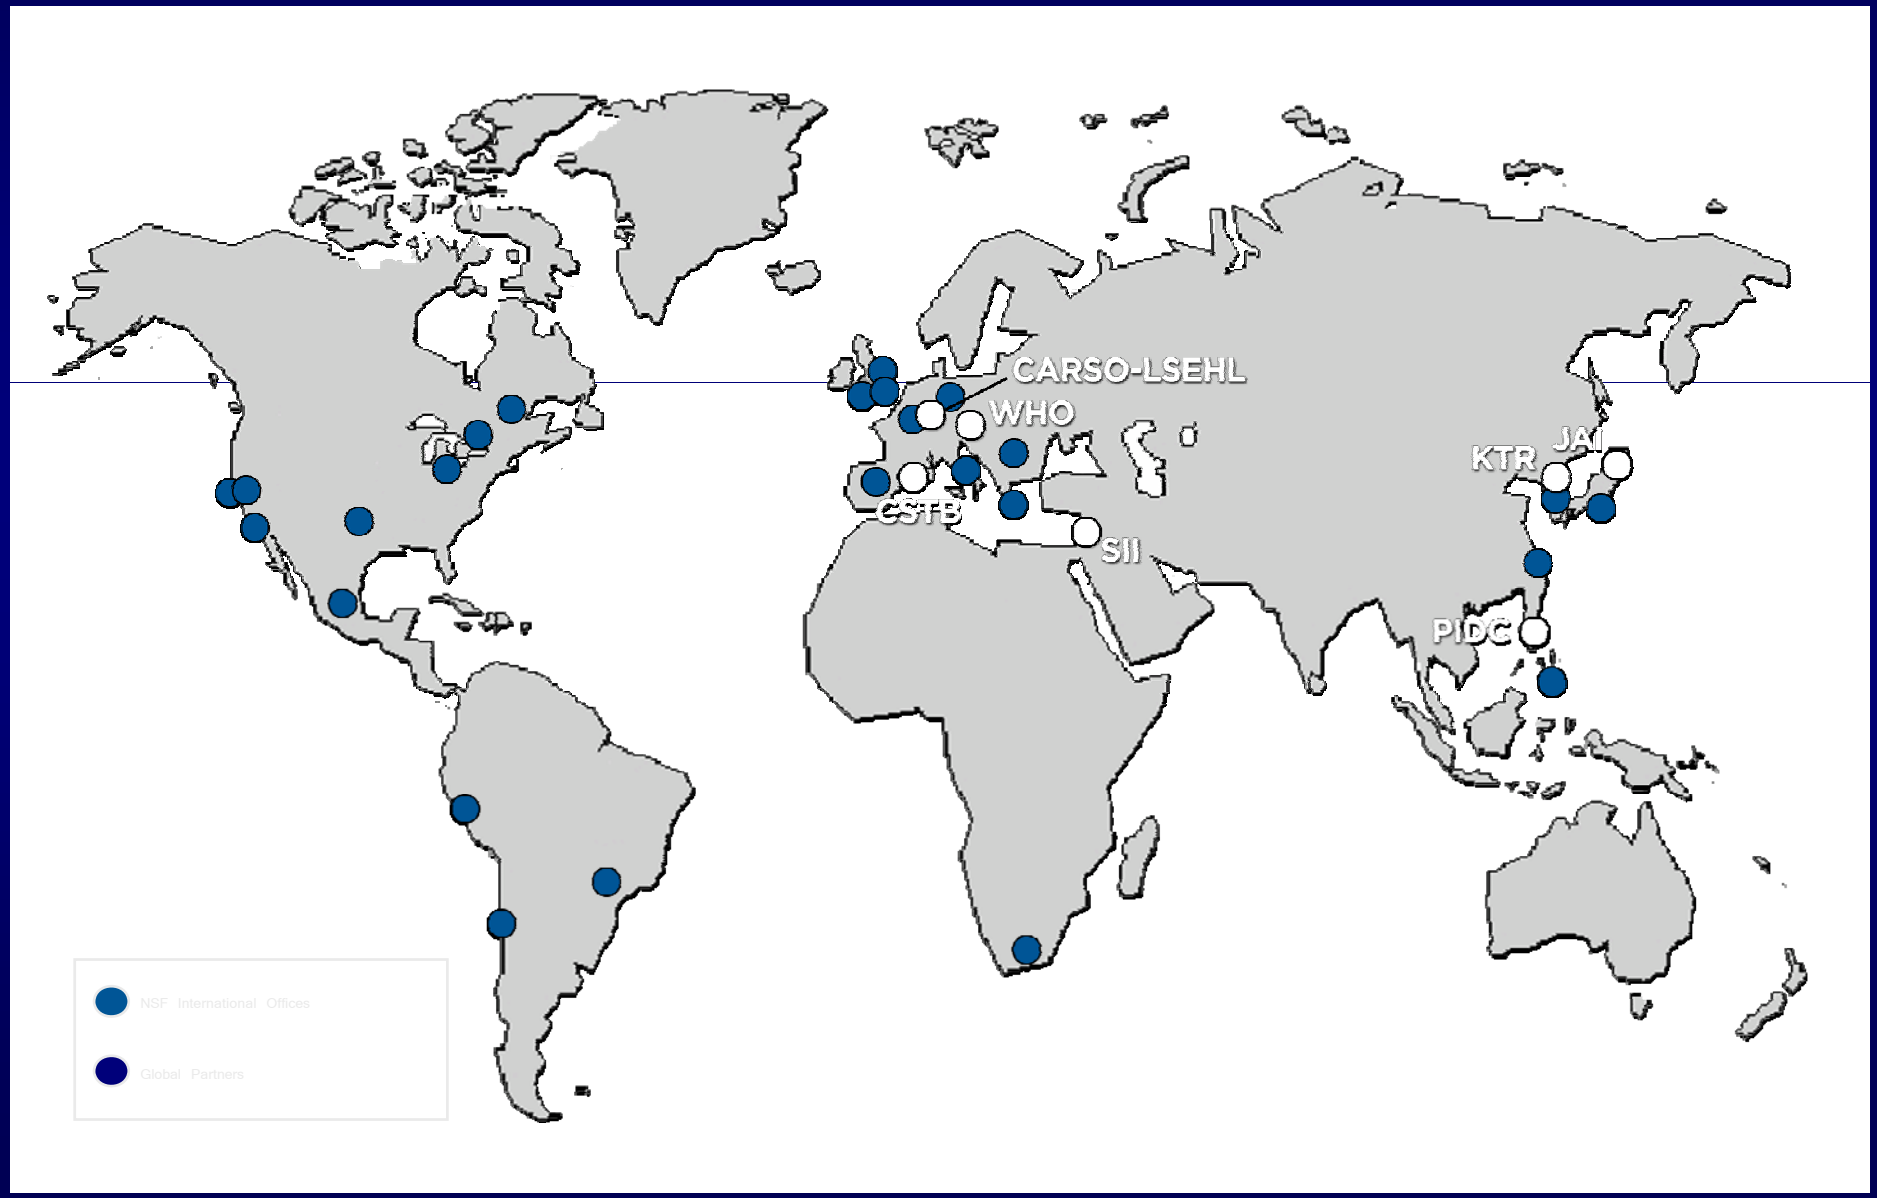 CARSO-LSEHL
WHO
JAI
KTR
CSTB
SII
PIDC
NSF International Offices
Global Partners